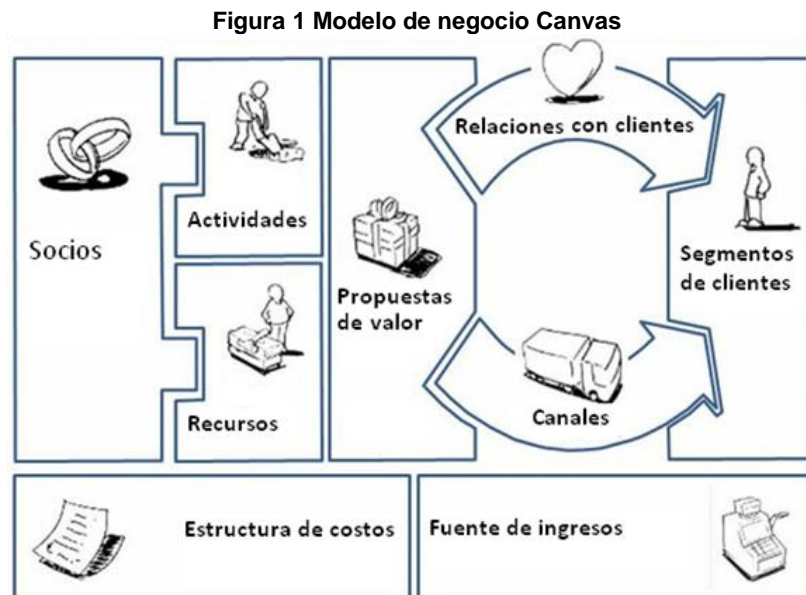 Figura 1 Modelo de negocio Canvas
Socios
Actividades
Recursos
Propuestas
de valor
Relaciones con clientes
Canales
Segmentos
de clientes
Estructura de costos
Fuente de ingresos